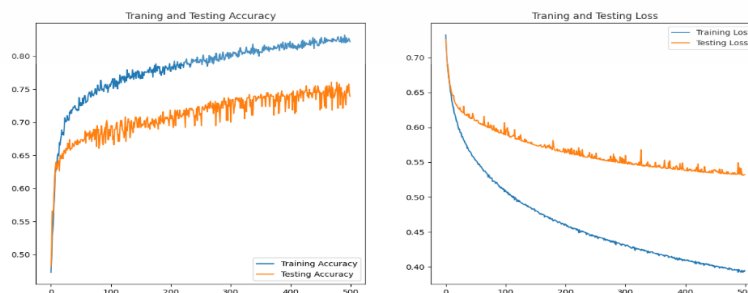 Traning and Testing Accuracy
0.80
0.75
0.70
0.65
0.60
0.55
0.50
Training Accuracy
Testing Accuracy
0 100 200 300 400 500
Traning and Testing Loss
Training Loss
Testing Loss
0.70
0.65
0.60
0.55
0.50
0.45
0.40
0 100 200 300 400 500